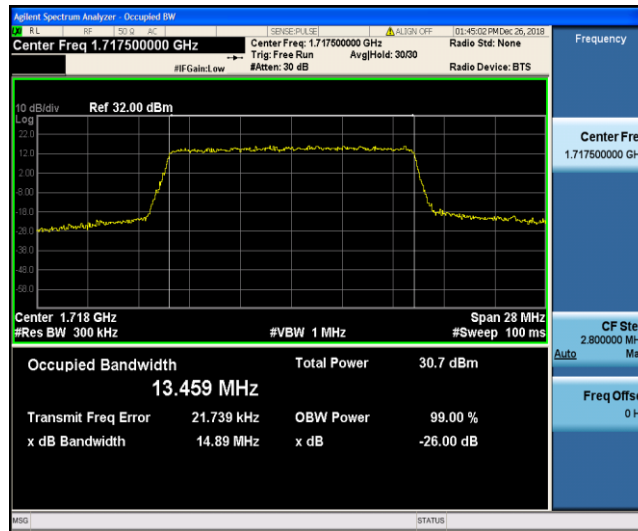 Agilent Spectrum Analyzer - Occupied BW
RL RF 50 Ω AC SENSE:PULSE ALIGN OFF 01:45:02 PM Dec 26, 2018
Center Freq 1.717500000 GHz
Center Freq: 1.717500000 GHz
Radio Std: None
Trig: Free Run Avg|Hold: 30/30
#IFGain:Low #Atten: 30 dB Radio Device: BTS
Frequency
10 dB/div Ref 32.00 dBm
Log
22.0
12.0
2.00
-8.00
-18.0
-28.0
-38.0
-48.0
-58.0
Center Fre
1.717500000 GH
Center 1.718 GHz Span 28 MHz
#Res BW 300 kHz #VBW 1 MHz #Sweep 100 ms
CF Ste
2.800000 MH
Auto Ma
Occupied Bandwidth Total Power 30.7 dBm
13.459 MHz
Transmit Freq Error 21.739 kHz OBW Power 99.00 %
x dB Bandwidth 14.89 MHz x dB -26.00 dB
Freq Offse
0 H
MSG STATUS